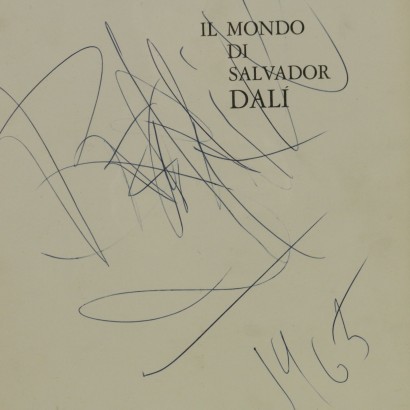 IL MONDO
DI
SALVADOR
DALÍ
1965